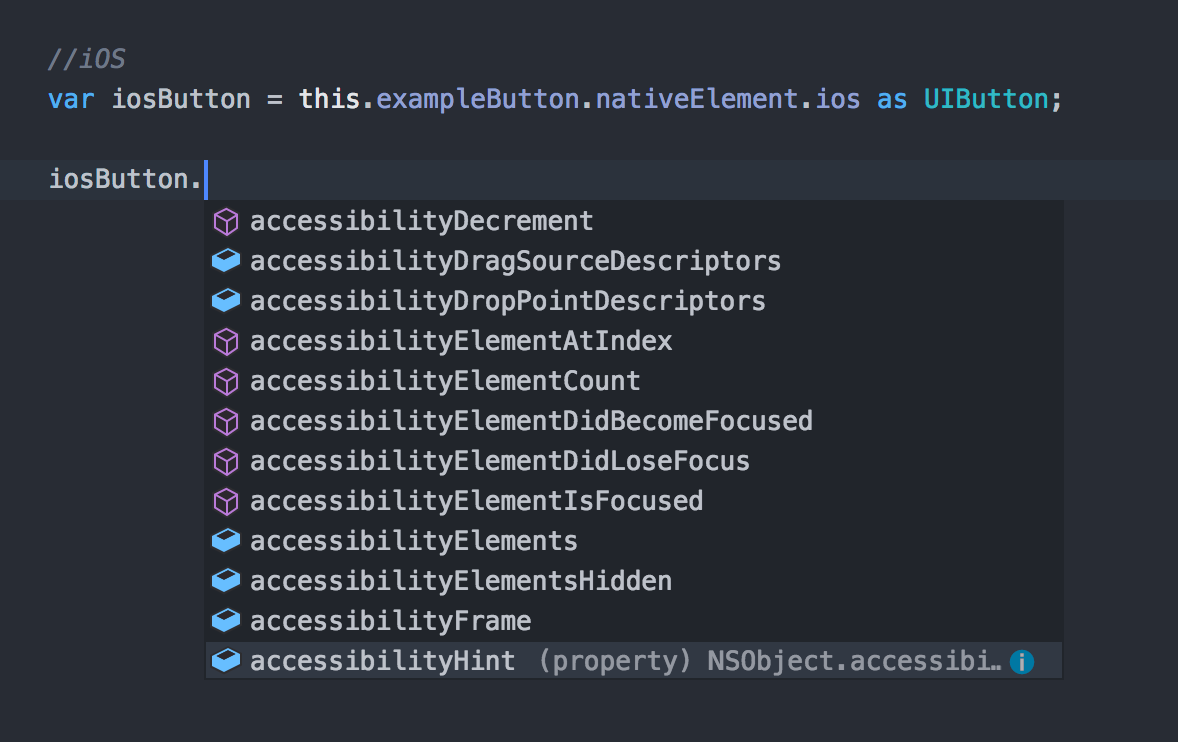 //iOS
var iosButton = this.exampleButton.nativeElement.ios as UIButton;
iosButton.
accessibilityDecrement
accessibilityDragSourceDescriptors
accessibilityDropPointDescriptors
accessibilityElementAtIndex
accessibilityElementCount
accessibilityElementDidBecomeFocused
accessibilityElementDidLoseFocus
accessibilityElementIsFocused
accessibilityElements
accessibilityElementsHidden
accessibilityFrame
accessibilityHint (property) NSObject.accessibi… i